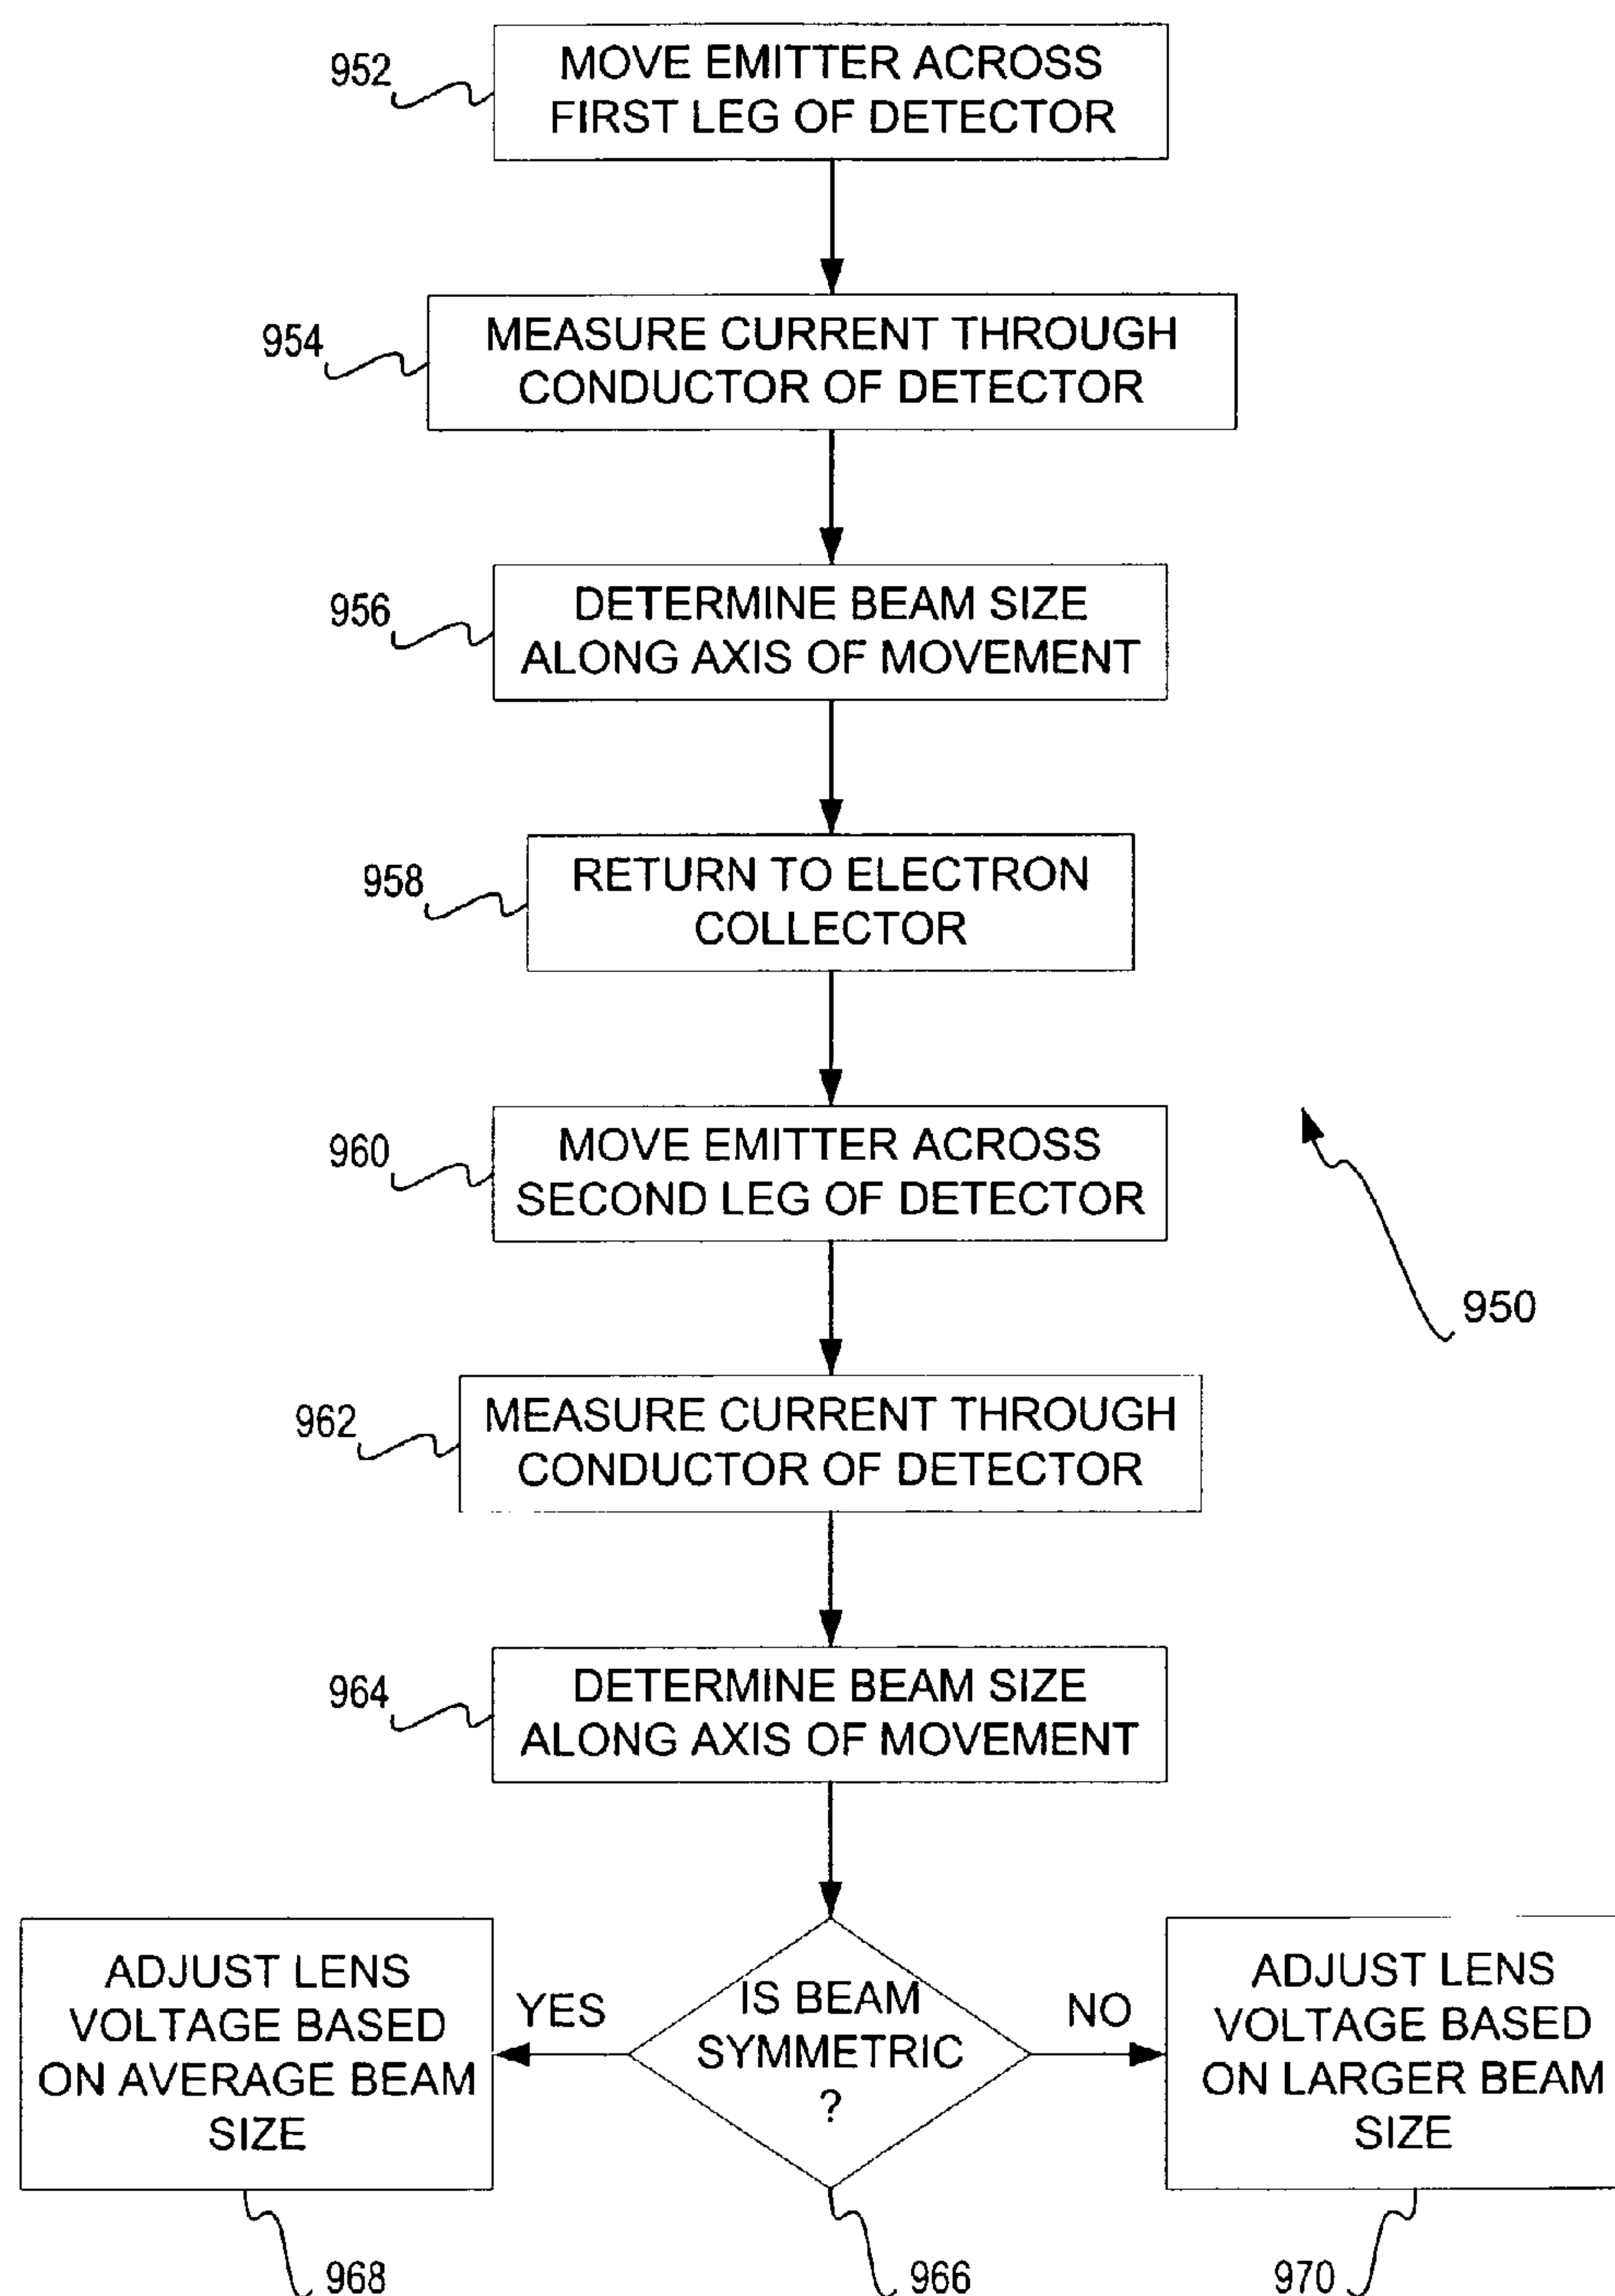 952
MOVE EMITTER ACROSS
FIRST LEG OF DETECTOR
954
MEASURE CURRENT THROUGH
CONDUCTOR OF DETECTOR
956
DETERMINE BEAM SIZE
ALONG AXIS OF MOVEMENT
958
RETURN TO ELECTRON
COLLECTOR
960
MOVE EMITTER ACROSS
SECOND LEG OF DETECTOR
950
962
MEASURE CURRENT THROUGH
CONDUCTOR OF DETECTOR
964
DETERMINE BEAM SIZE
ALONG AXIS OF MOVEMENT
ADJUST LENS
VOLTAGE BASED
ON AVERAGE BEAM
SIZE
YES
IS BEAM
SYMMETRIC
?
NO
ADJUST LENS
VOLTAGE BASED
ON LARGER BEAM
SIZE
968
966
970